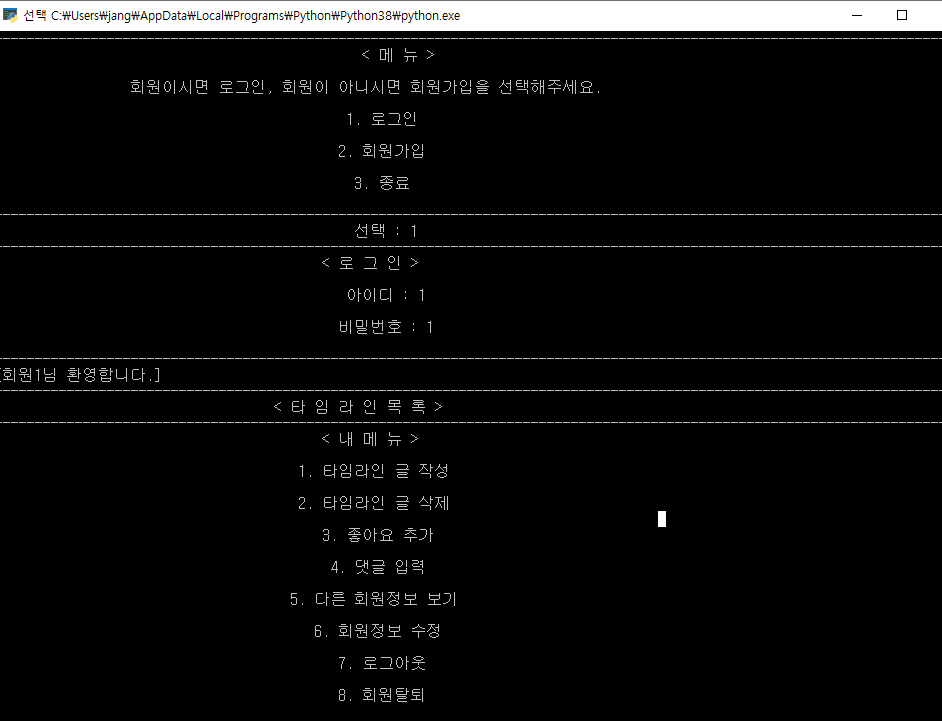 선택 C:\Users\jang\AppData\Local\Programs\Python\Python38\python.exe
< 메 뉴 >
회원이시면 로그인, 회원이 아니시면 회원가입을 선택해주세요.
1. 로그인
2. 회원가입
3. 종료
선택 : 1
< 로 그 인 >
아이디 : 1
비밀번호 : 1
[회원1님 환영합니다.]
< 타 임 라 인 목 록 >
< 내 메 뉴 >
1. 타임라인 글 작성
2. 타임라인 글 삭제
3. 좋아요 추가
4. 댓글 입력
5. 다른 회원정보 보기
6. 회원정보 수정
7. 로그아웃
8. 회원탈퇴